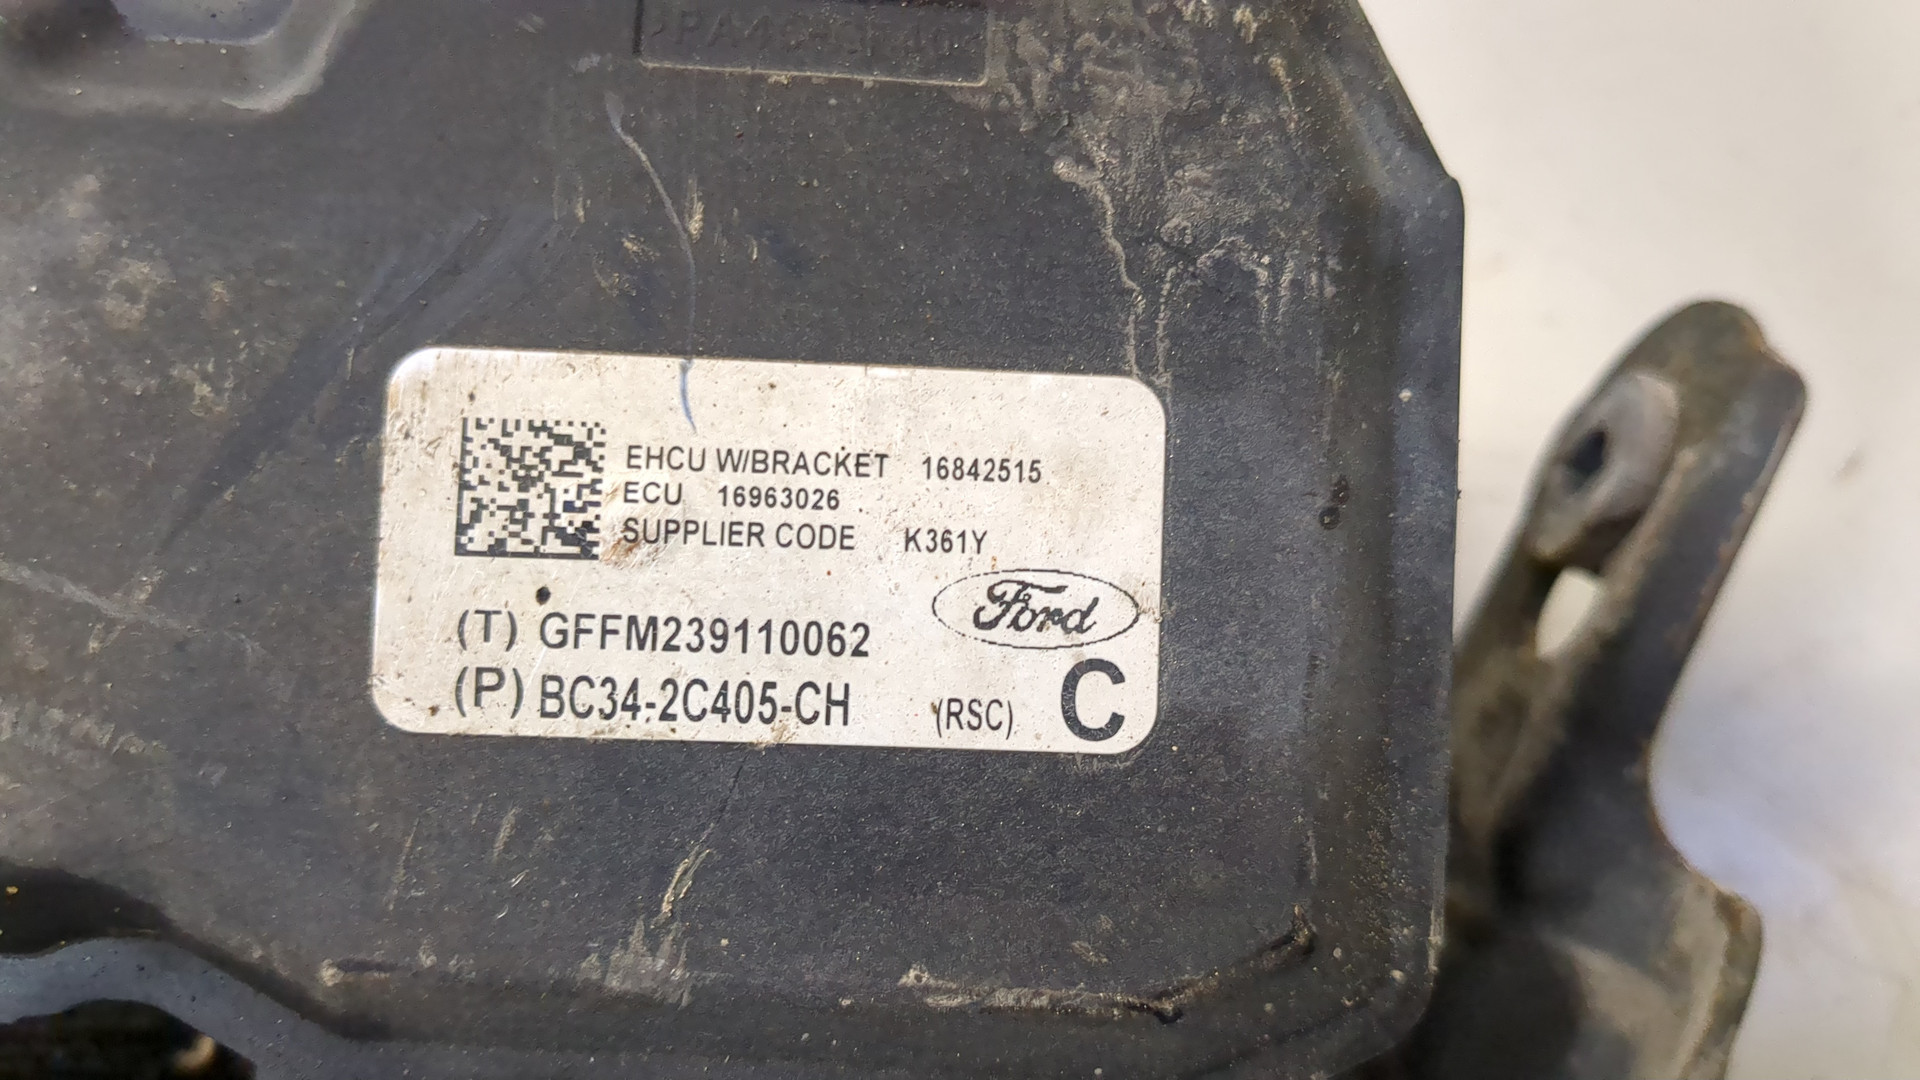 EHCU W/BRACKET 16842515
ECU 16963026
SUPPLIER CODE K361Y
Ford
(T) GFFM239110062
(P) BC34-2C405-CH (RSC) C